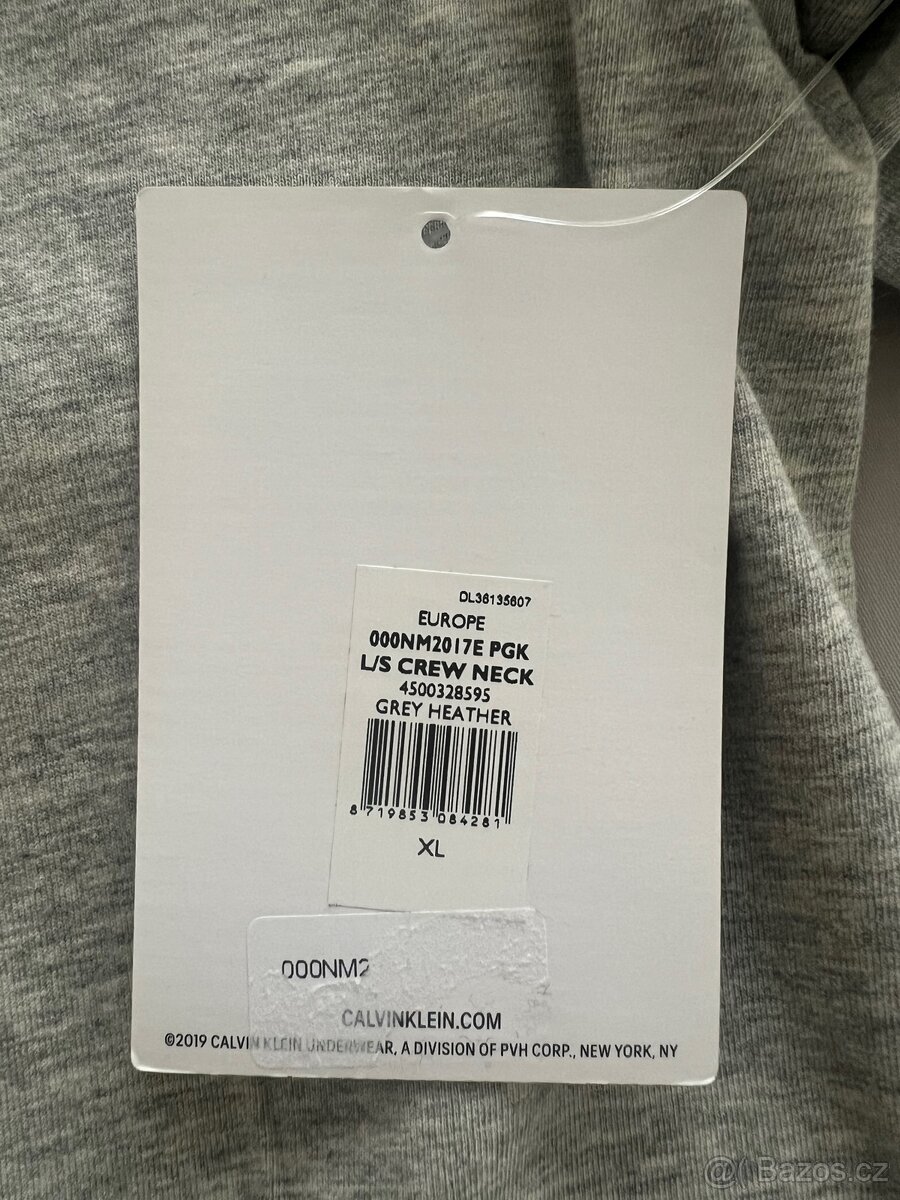 DL36135607
EUROPE
000NM2017E PGK
L/S CREW NECK
4500328595
GREY HEATHER
8 719853 084281
XL
000NM2
CALVINKLEIN.COM
©2019 CALVIN KLEIN UNDERWEAR, A DIVISION OF PVH CORP., NEW YORK, NY
@( Bazos.cz